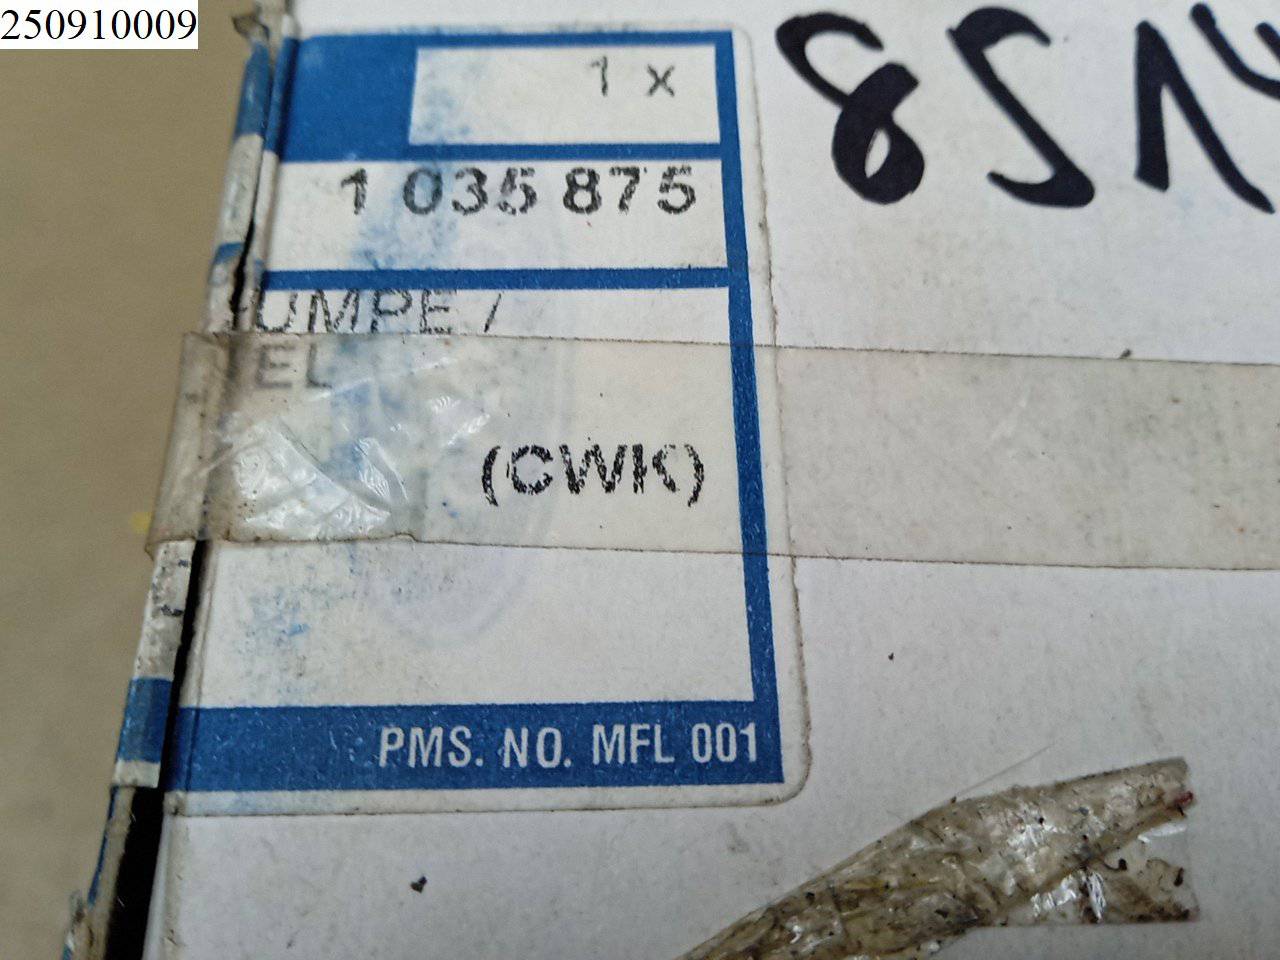 250910009
1 x
1 035 875
UMPE /
EL
(CWK)
PMS. NO. MFL 001